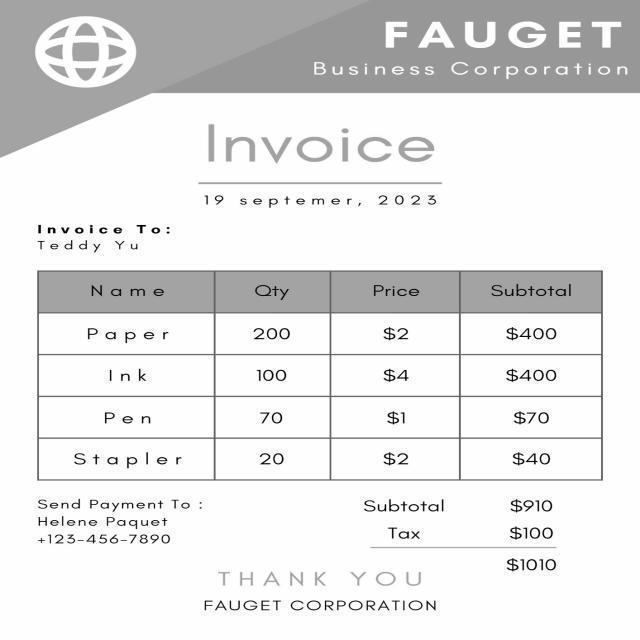 FAUGET
Business Corporation
Invoice
19 septemer, 2023
Invoice To:
Teddy Yu
Name Qty Price Subtotal
Paper 200 $2 $400
Ink 100 $4 $400
Pen 70 $1 $70
Stapler 20 $2 $40
Send Payment To :
Helene Paquet
+123-456-7890
Subtotal $910
Tax $100
$1010
THANK YOU
FAUGET CORPORATION